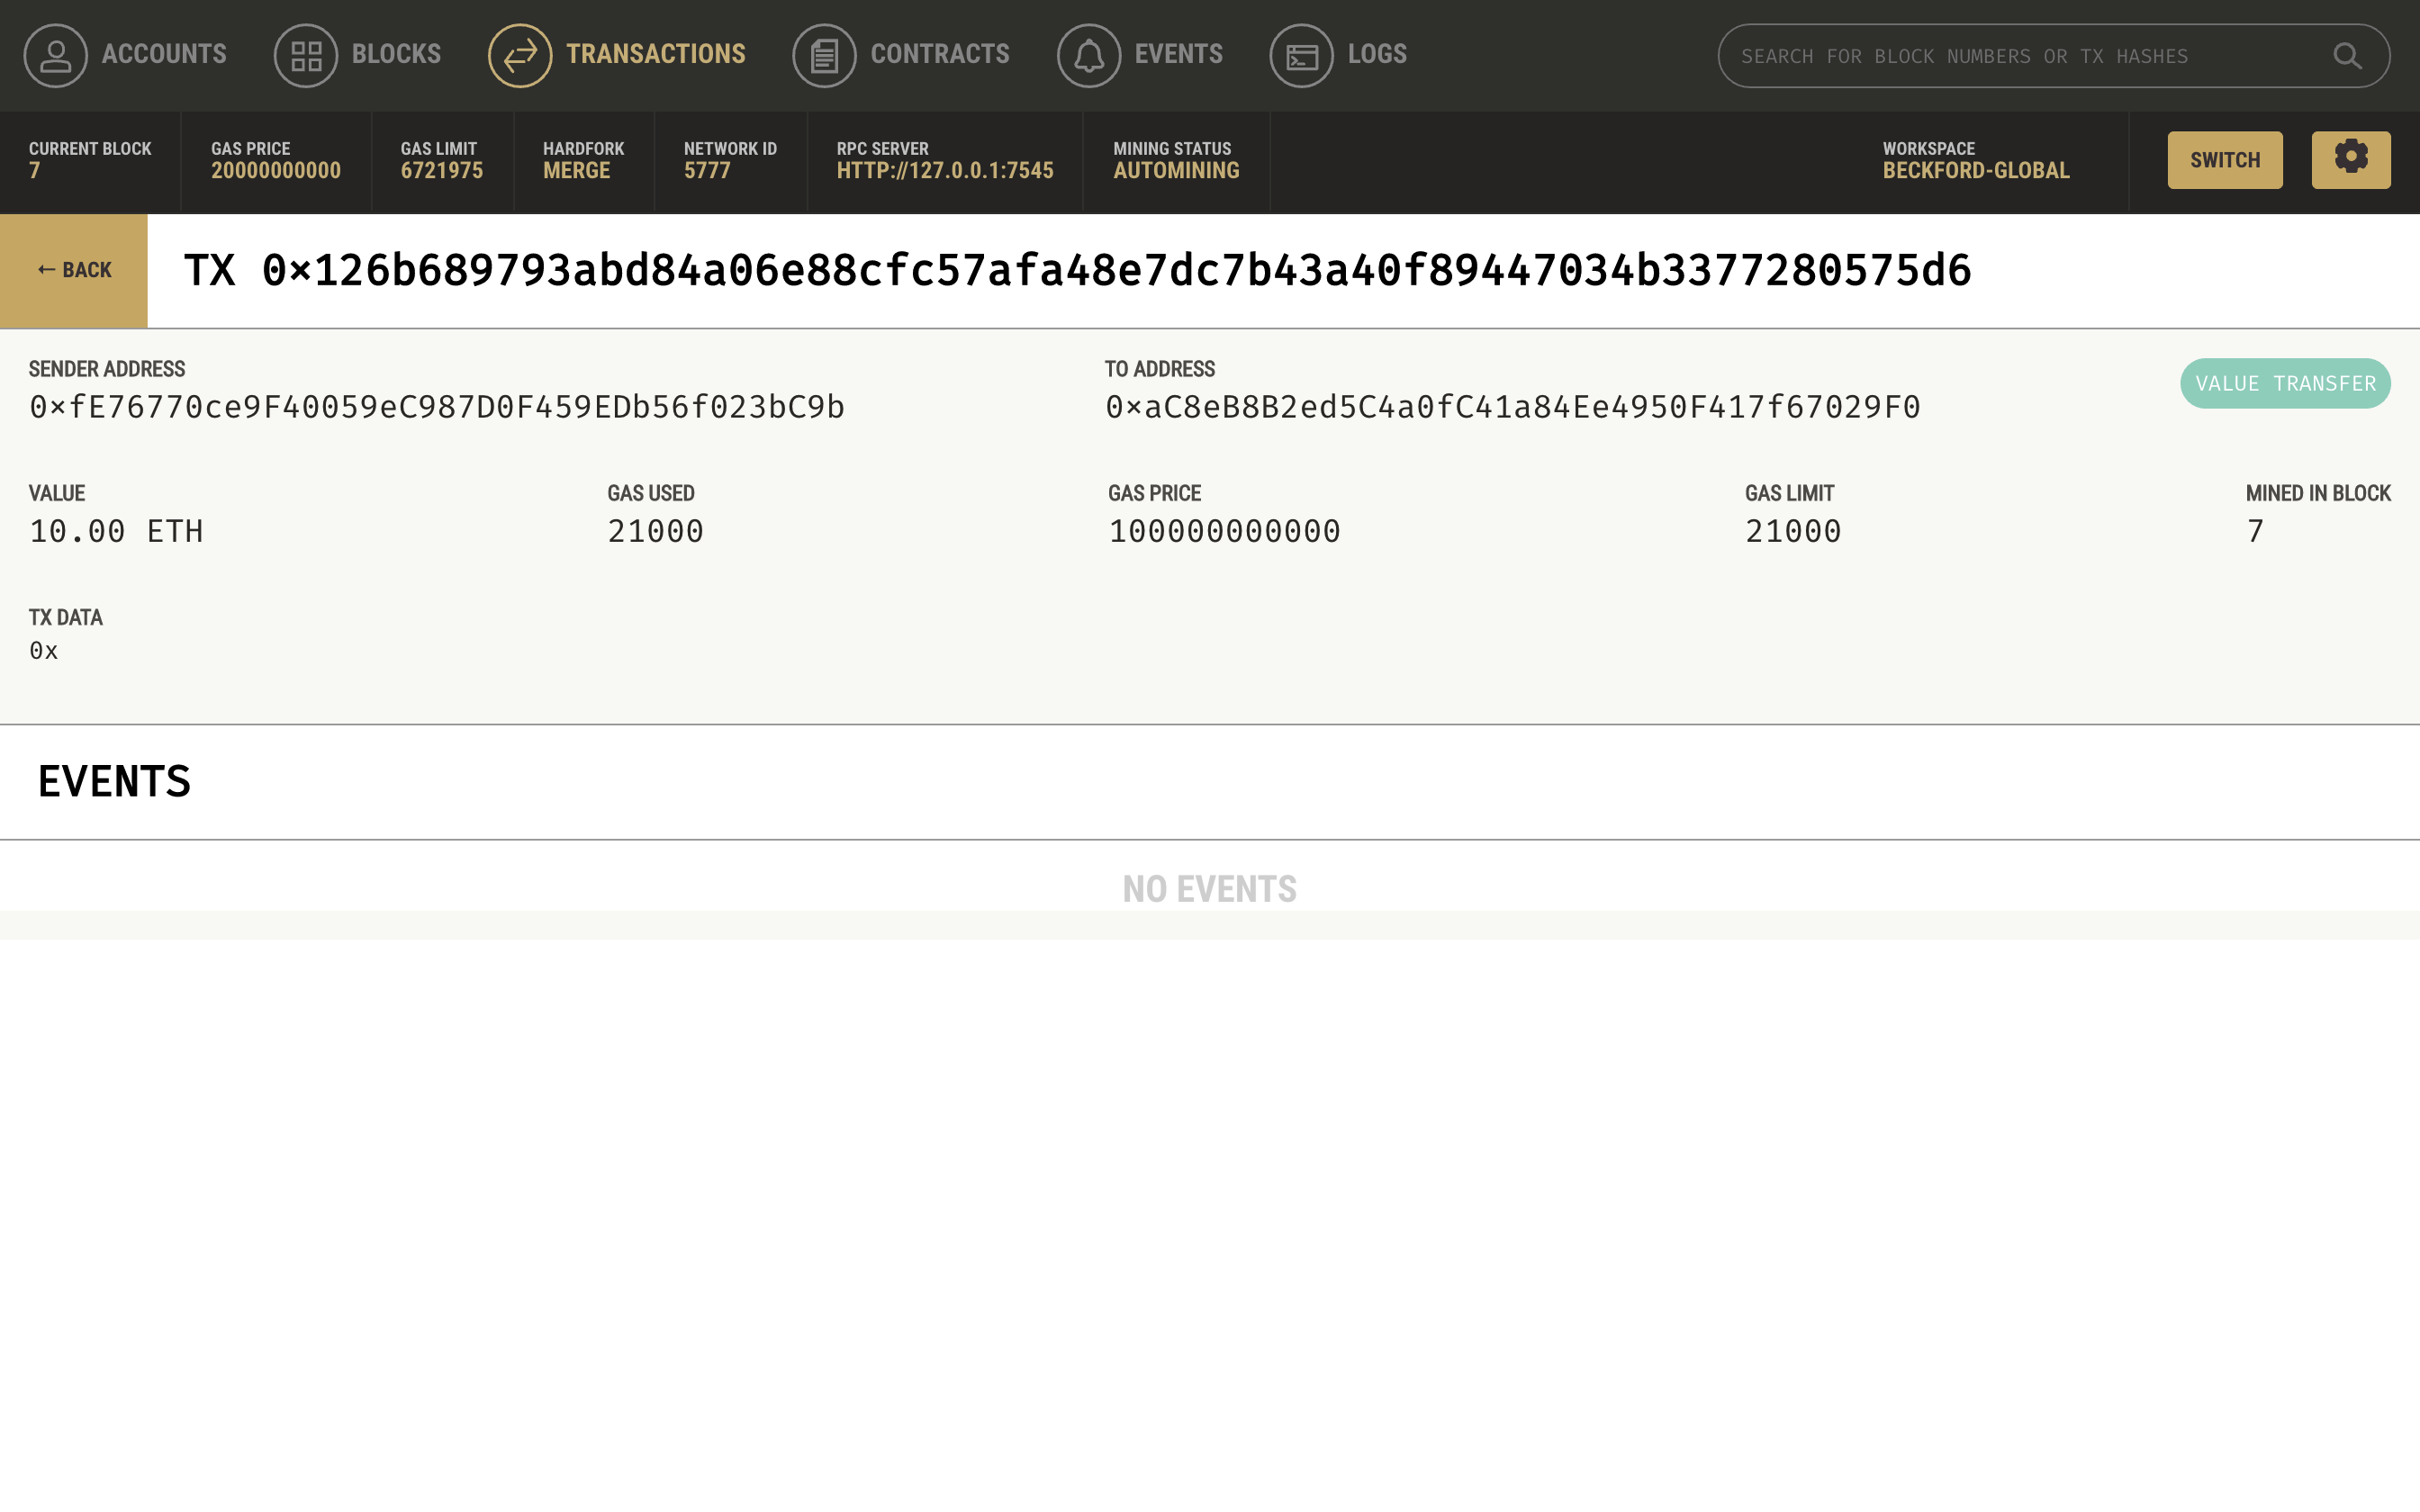 ACCOUNTS BLOCKS TRANSACTIONS CONTRACTS EVENTS LOGS SEARCH FOR BLOCK NUMBERS OR TX HASHES
CURRENT BLOCK GAS PRICE GAS LIMIT HARDFORK NETWORK ID RPC SERVER MINING STATUS WORKSPACE
7 20000000000 6721975 MERGE 5777 HTTP://127.0.0.1:7545 AUTOMINING BECKFORD-GLOBAL SWITCH
← BACK TX 0×126b689793abd84a06e88cfc57afa48e7dc7b43a40f89447034b3377280575d6
SENDER ADDRESS TO ADDRESS
0×fE76770ce9F40059eC987D0F459EDb56f023bC9b 0×aC8eB8B2ed5C4a0fC41a84Ee4950F417f67029F0 VALUE TRANSFER
VALUE GAS USED GAS PRICE GAS LIMIT MINED IN BLOCK
10.00 ETH 21000 100000000000 21000 7
TX DATA
0x
EVENTS
NO EVENTS